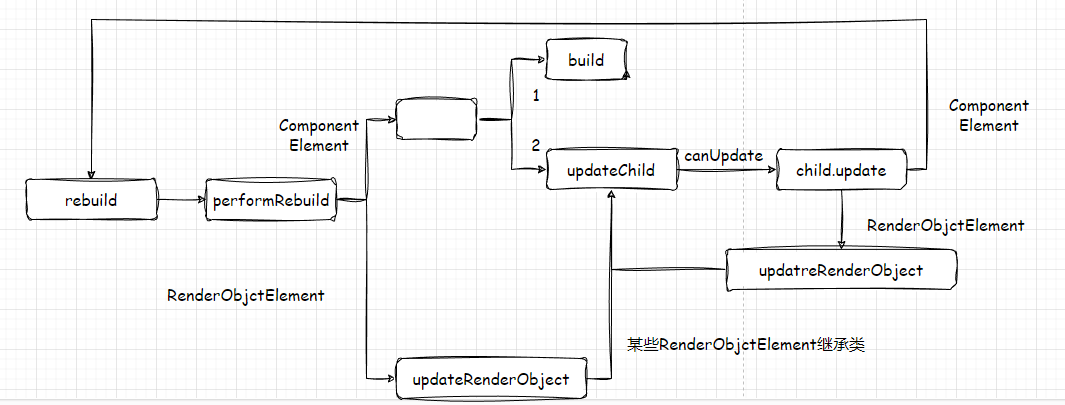 build
1
Component
Element
Component
Element
2
canUpdate
updateChild
child.update
rebuild
performRebuild
RenderObjctElement
updatreRenderObject
RenderObjctElement
某些RenderObjctElement继承类
updateRenderObject